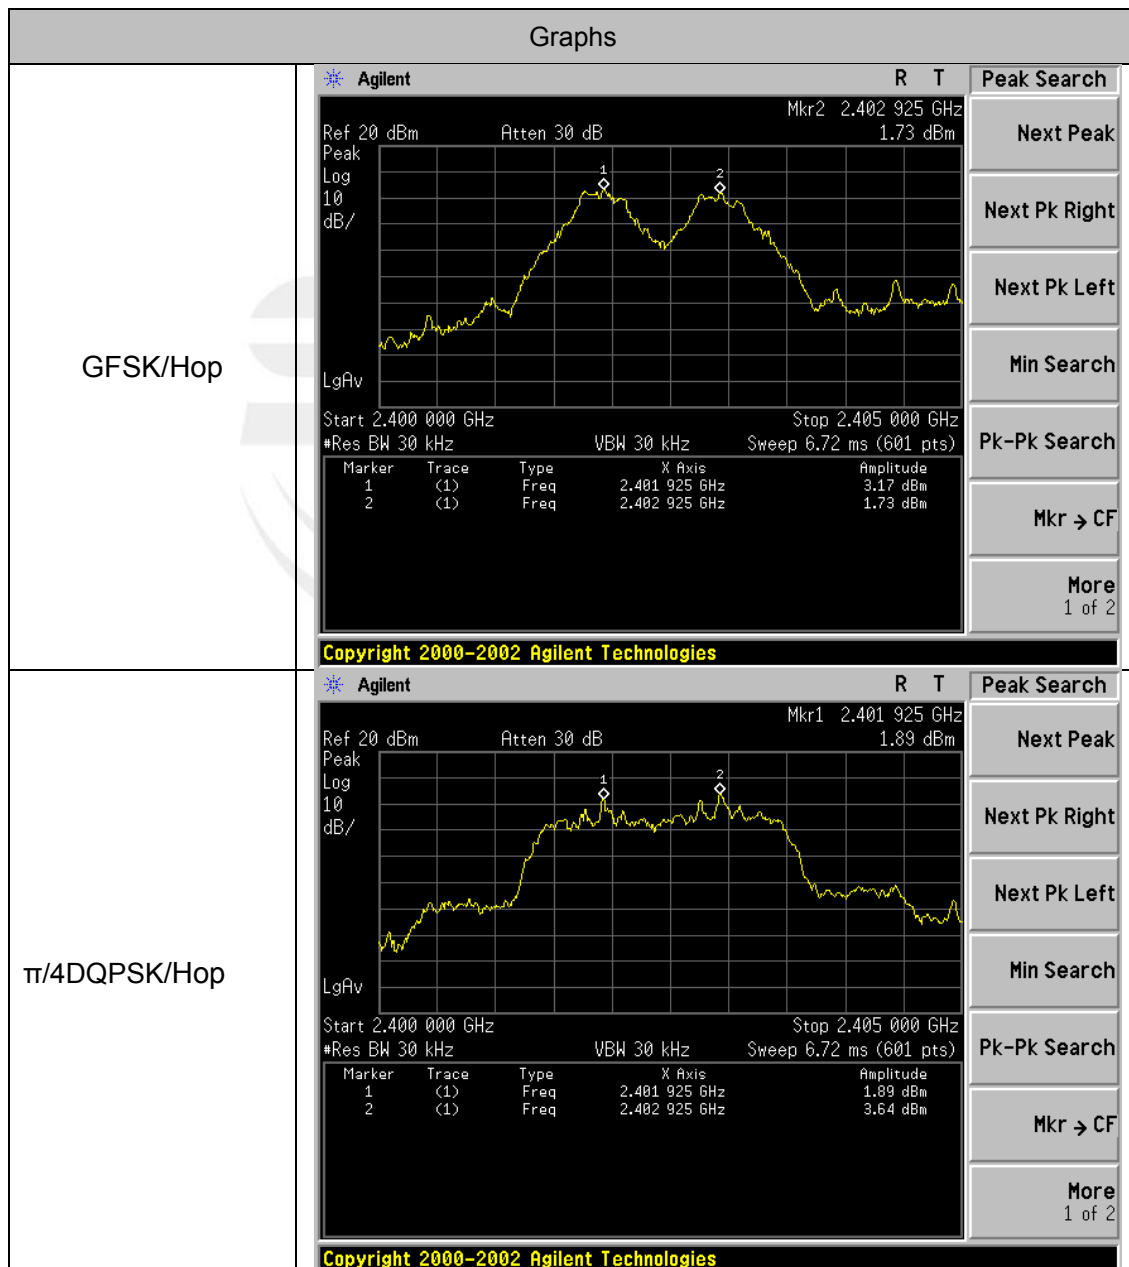 Graphs
GFSK/Hop
Agilent R T Peak Search
Mkr2 2.402 925 GHz
Ref 20 dBm Atten 30 dB 1.73 dBm
Peak
Log
10
dB/
1 2
LgAv
Start 2.400 000 GHz Stop 2.405 000 GHz
#Res BW 30 kHz VBW 30 kHz Sweep 6.72 ms (601 pts)
Marker Trace Type X Axis Amplitude
1 (1) Freq 2.401 925 GHz 3.17 dBm
2 (1) Freq 2.402 925 GHz 1.73 dBm
Next Peak
Next Pk Right
Next Pk Left
Min Search
Pk-Pk Search
Mkr → CF
More
1 of 2
Copyright 2000-2002 Agilent Technologies
π/4DQPSK/Hop
Agilent R T Peak Search
Mkr1 2.401 925 GHz
Ref 20 dBm Atten 30 dB 1.89 dBm
Peak
Log
10
dB/
1 2
LgAv
Start 2.400 000 GHz Stop 2.405 000 GHz
#Res BW 30 kHz VBW 30 kHz Sweep 6.72 ms (601 pts)
Marker Trace Type X Axis Amplitude
1 (1) Freq 2.401 925 GHz 1.89 dBm
2 (1) Freq 2.402 925 GHz 3.64 dBm
Next Peak
Next Pk Right
Next Pk Left
Min Search
Pk-Pk Search
Mkr → CF
More
1 of 2
Copyright 2000-2002 Agilent Technologies